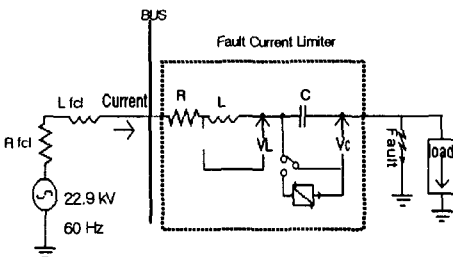 BUS
Fault Current Limiter
L fcl
Current
R
L
C
R fcl
VL
Vc
Fault
load
22.9 kV
60 Hz